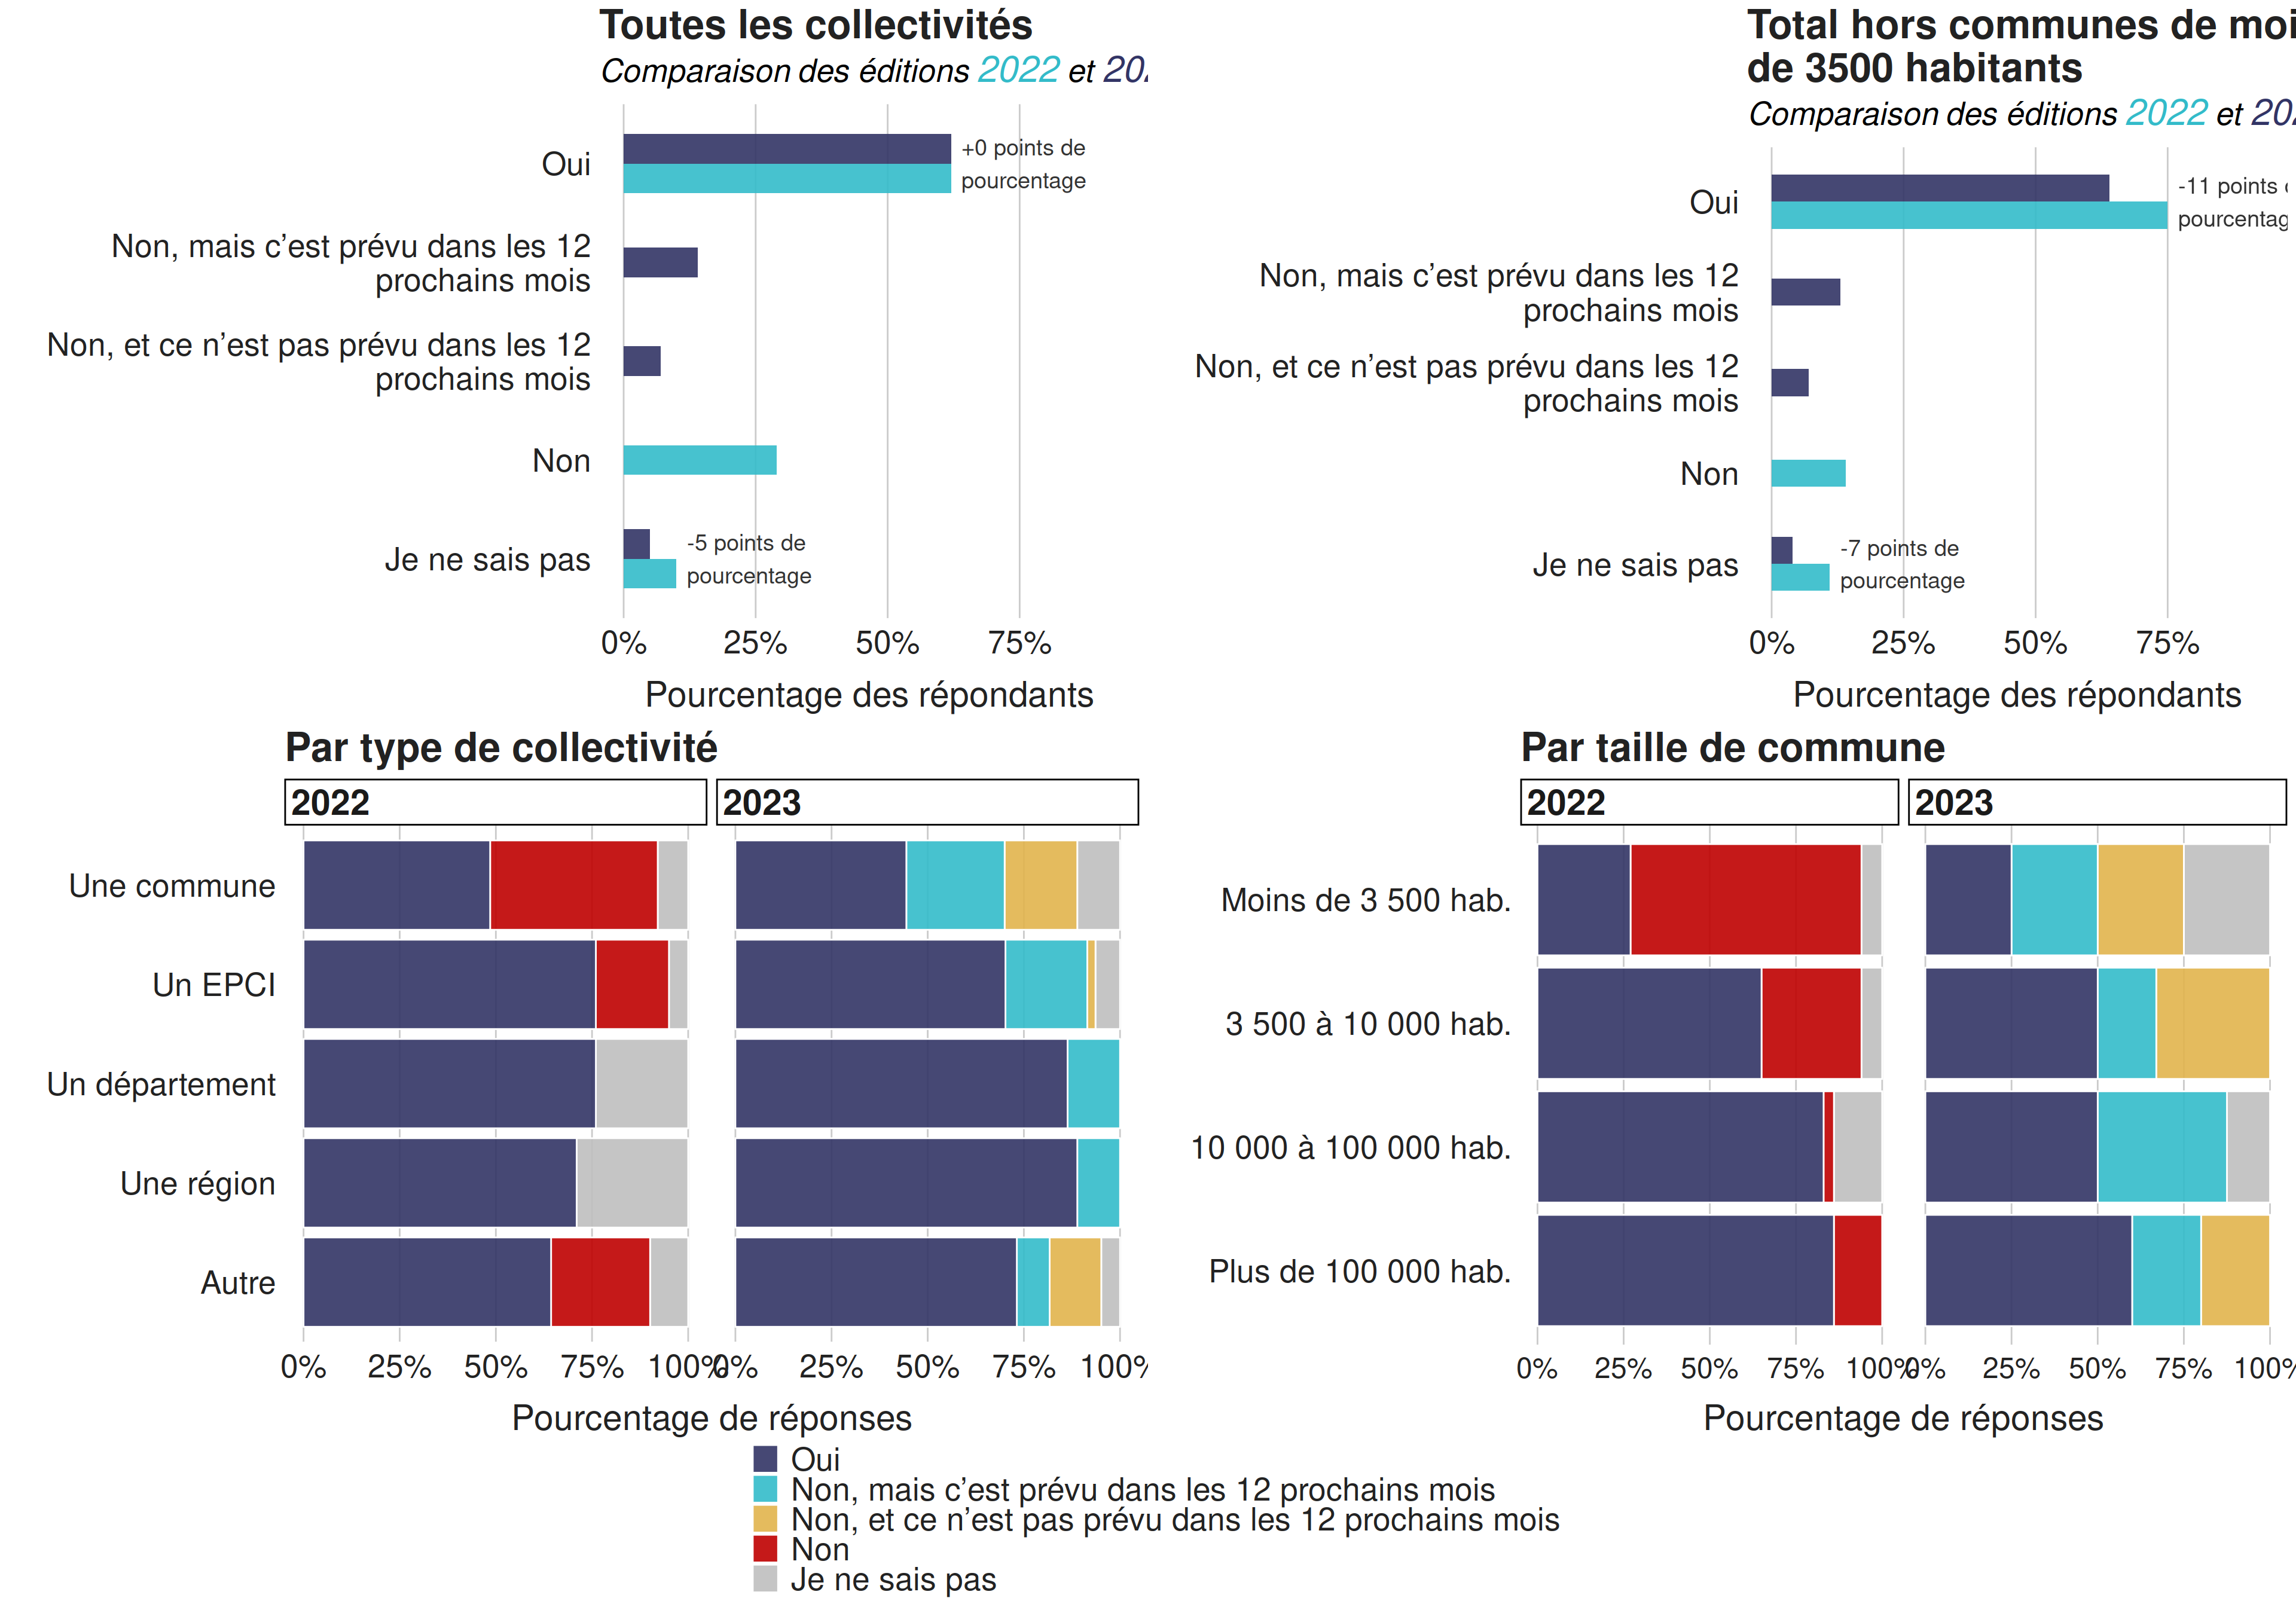 Toutes les collectivités
Comparaison des éditions 2022 et
Oui
+0 points de
pourcentage
Non, mais c’est prévu dans les 12
prochains mois
Non, et ce n’est pas prévu dans les 12
prochains mois
Non
Je ne sais pas
-5 points de
pourcentage
0% 25% 50% 75%
Pourcentage des répondants
Total hors communes de
de 3500 habitants
Comparaison des éditions 2022 et
Oui
-11 points
Non, mais c’est prévu dans les 12
prochains mois
Non, et ce n’est pas prévu dans les 12
prochains mois
Non
Je ne sais pas
-7 points de
pourcentage
0% 25% 50% 75%
Pourcentage des répondants
Par type de collectivité
2022 2023
Une commune
Un EPCI
Un département
Une région
Autre
0% 25% 50% 75% 100% 0% 25% 50% 75% 100%
Pourcentage de réponses
Par taille de commune
2022 2023
Moins de 3 500 hab.
3 500 à 10 000 hab.
10 000 à 100 000 hab.
Plus de 100 000 hab.
0% 25% 50% 75% 100% 0% 25% 50% 75% 100%
Pourcentage de réponses
Oui
Non, mais c’est prévu dans les 12 prochains mois
Non, et ce n’est pas prévu dans les 12 prochains mois
Non
Je ne sais pas